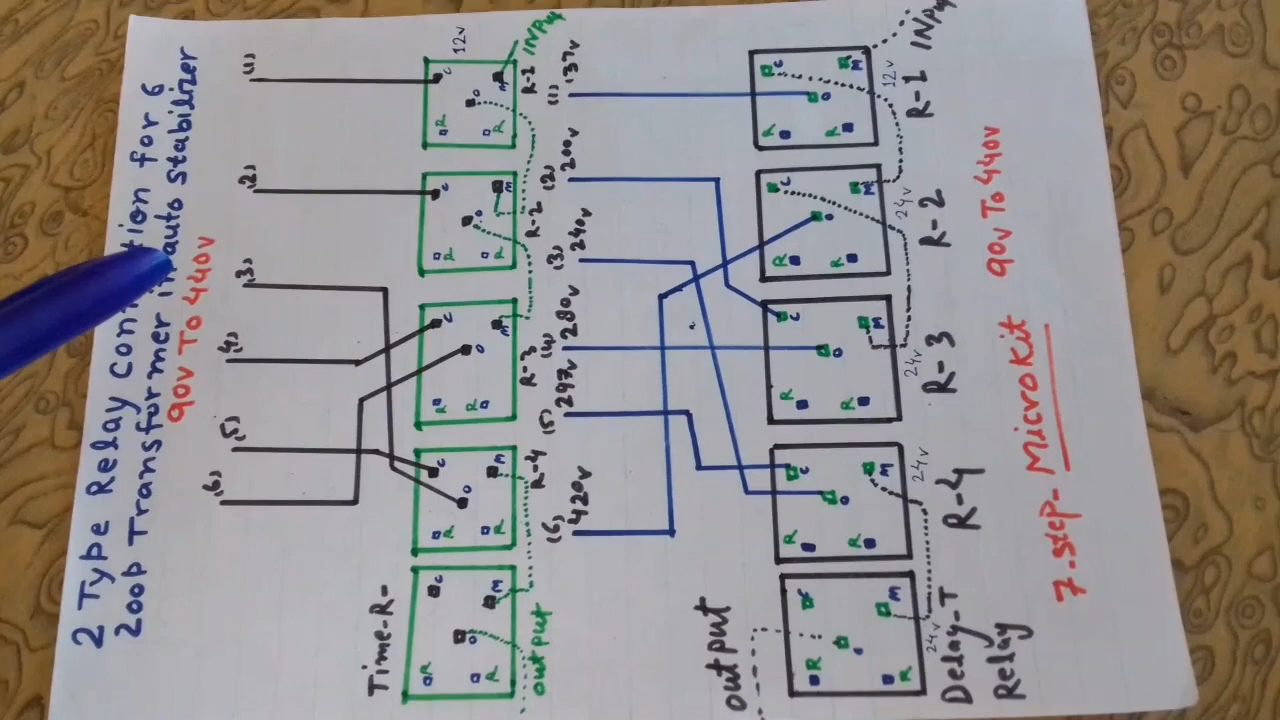 2 Type Relay Connection for 6
200p Transformer in auto stabilizer
90v To 440v
(1)
(2)
(3)
(4)
(5)
(6)
12v
C
M
O
R
R
R-1
INPut
C
M
O
R
R
R-2
C
M
O
R
R
R-3
C
M
O
R
R
R-4
Time-R-
C
M
O
R
R
output
(1) 137v
(2) 200v
(3) 240v
(4) 280v
(5) 297v
(6) 420v
C
M
O
R
R
12v
R-1
INPut
C
M
O
R
R
24v
R-2
C
M
O
R
R
24v
R-3
C
M
O
R
R
24v
R-4
output
C
M
O
R
R
24v
Delay-T
Relay
7-step-Microkit 90v To 440v